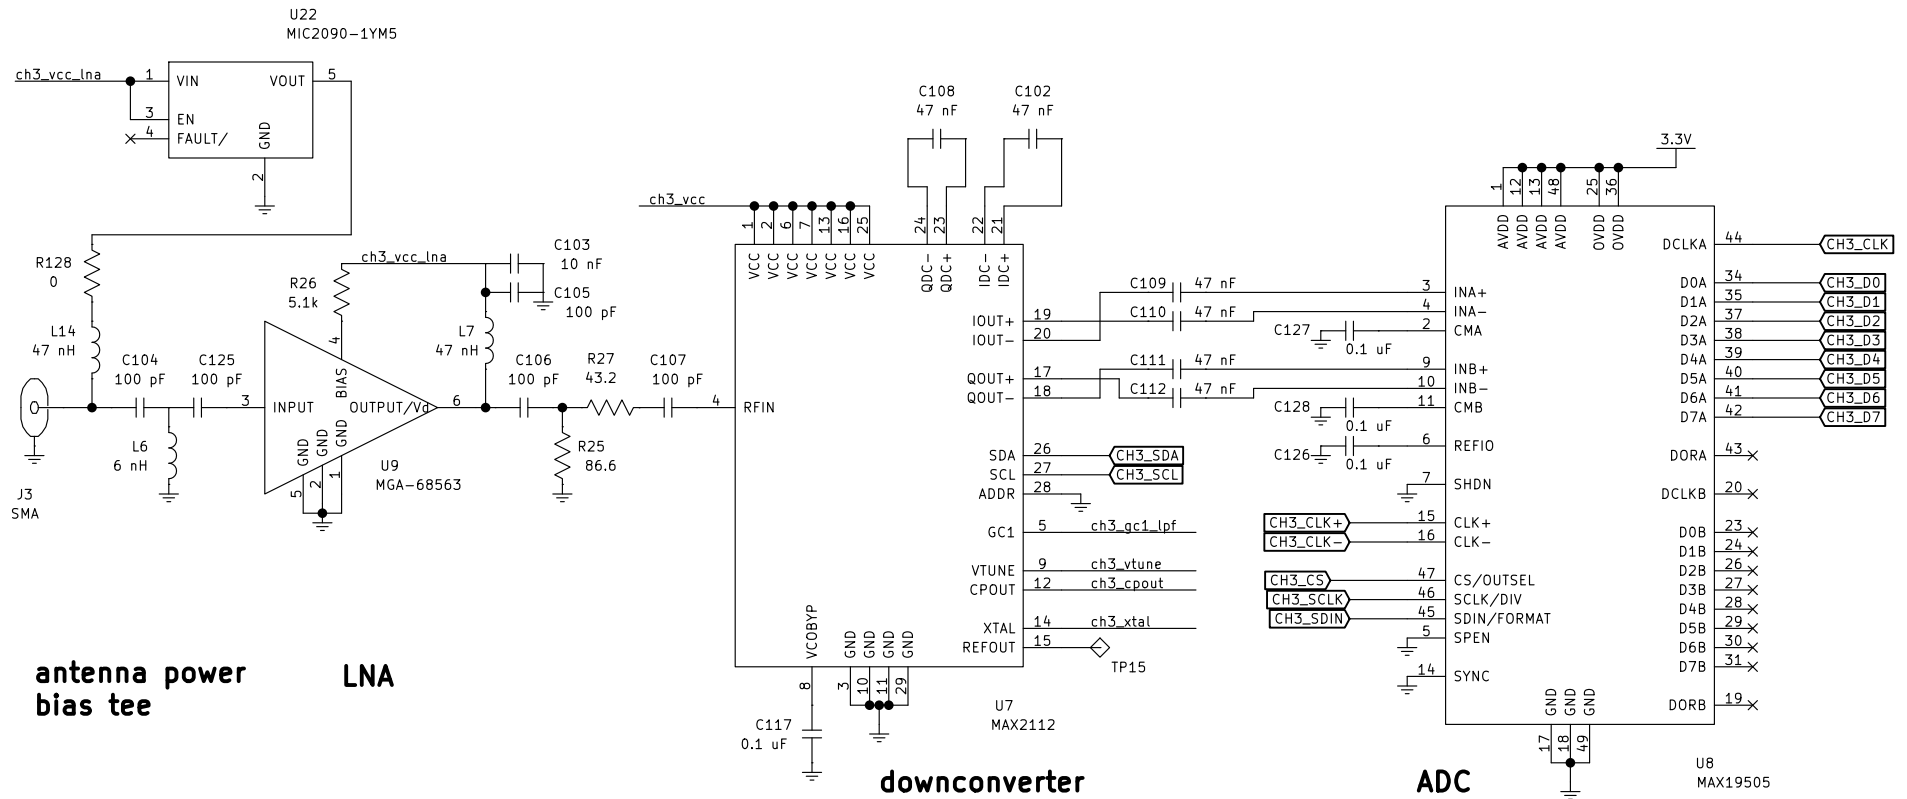 U22
MIC2090-1YM5
ch3_vcc_lna
1
VIN
VOUT
5
3
EN
4
FAULT/
GND
2
R128
0
L14
47 nH
C104
100 pF
C125
100 pF
L6
6 nH
J3
SMA
ch3_vcc_lna
R26
5.1k
C103
10 nF
C105
100 pF
L7
47 nH
4
BIAS
3
INPUT
OUTPUT/Vd
6
GND
GND
GND
5
2
1
U9
MGA-68563
C106
100 pF
R27
43.2
C107
100 pF
R25
86.6
antenna power
bias tee
LNA
ch3_vcc
C108
47 nF
C102
47 nF
1
2
6
7
13
16
25
24
23
22
21
VCC
VCC
VCC
VCC
VCC
VCC
VCC
QDC-
QDC+
IDC-
IDC+
4
RFIN
IOUT+
19
IOUT-
20
QOUT+
17
QOUT-
18
SDA
26
CH3_SDA
SCL
27
CH3_SCL
ADDR
28
GC1
5
ch3_gc1_lpf
VTUNE
9
ch3_vtune
CPOUT
12
ch3_cpout
XTAL
14
ch3_xtal
REFOUT
15
TP15
VCOBYP
GND
GND
GND
GND
8
3
10
11
29
C117
0.1 uF
U7
MAX2112
downconverter
C109
47 nF
C110
47 nF
C127
0.1 uF
C111
47 nF
C112
47 nF
C128
0.1 uF
C126
0.1 uF
3.3V
1
12
13
48
25
36
AVDD
AVDD
AVDD
AVDD
OVDD
OVDD
3
INA+
4
INA-
2
CMA
9
INB+
10
INB-
11
CMB
6
REFIO
7
SHDN
CH3_CLK+
15
CLK+
CH3_CLK-
16
CLK-
CH3_CS
47
CS/OUTSEL
CH3_SCLK
46
SCLK/DIV
CH3_SDIN
45
SDIN/FORMAT
5
SPEN
14
SYNC
DCLKA
44
CH3_CLK
D0A
34
CH3_D0
D1A
35
CH3_D1
D2A
37
CH3_D2
D3A
38
CH3_D3
D4A
39
CH3_D4
D5A
40
CH3_D5
D6A
41
CH3_D6
D7A
42
CH3_D7
DORA
43
DCLKB
20
D0B
23
D1B
24
D2B
26
D3B
27
D4B
28
D5B
29
D6B
30
D7B
31
DORB
19
GND
GND
GND
17
18
49
U8
MAX19505
ADC